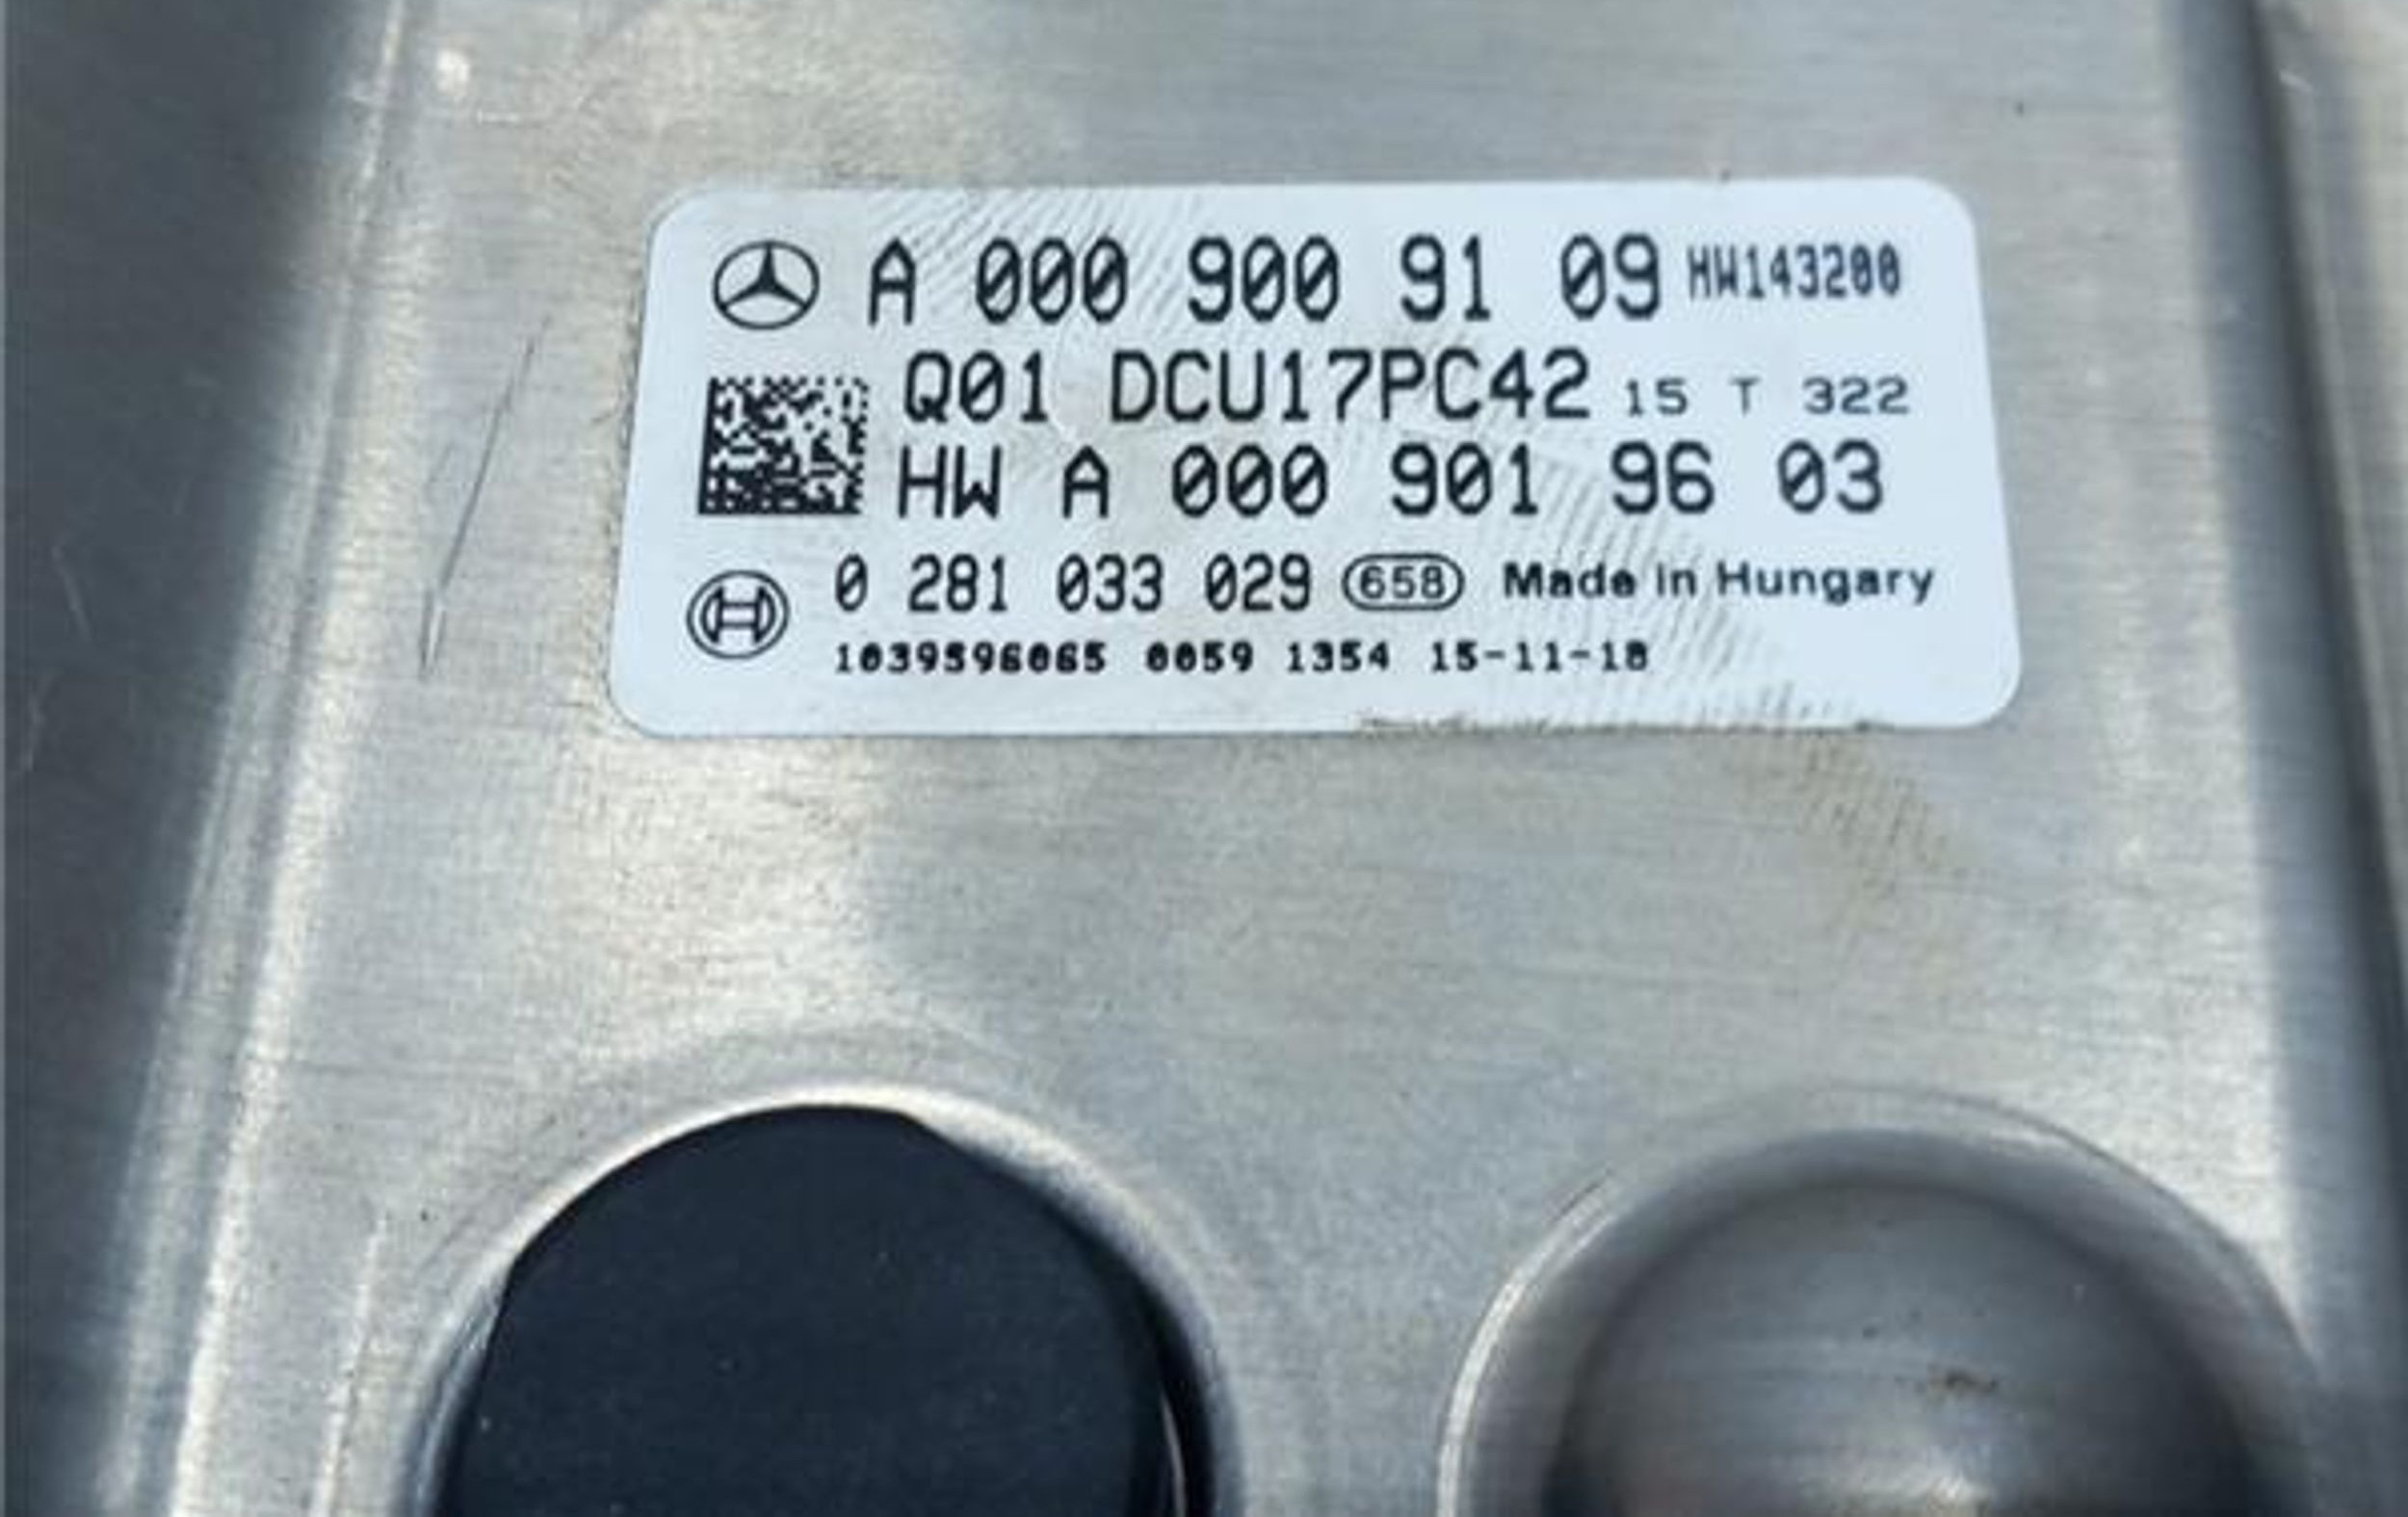 A 000 900 91 09 HW143200
Q01 DCU17PC42 15 T 322
HW A 000 901 96 03
0 281 033 029 658 Made in Hungary
1039S96065 0059 1354 15-11-18